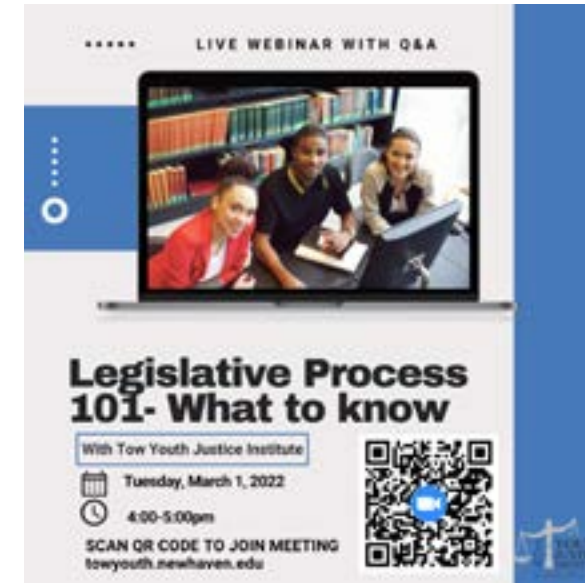 LIVE WEBINAR WITH Q&A
Legislative Process
101- What to know
With Tow Youth Justice Institute
Tuesday, March 1, 2022
4:00-5:00pm
SCAN QR CODE TO JOIN MEETING
towyouth.newhaven.edu